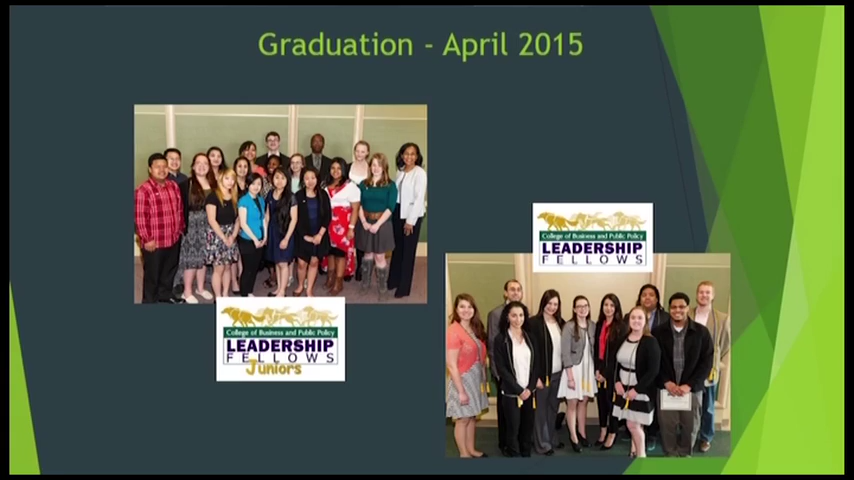 Graduation - April 2015
College of Business and Public Policy
LEADERSHIP
FELLOWS
College of Business and Public Policy
LEADERSHIP
FELLOWS
Juniors